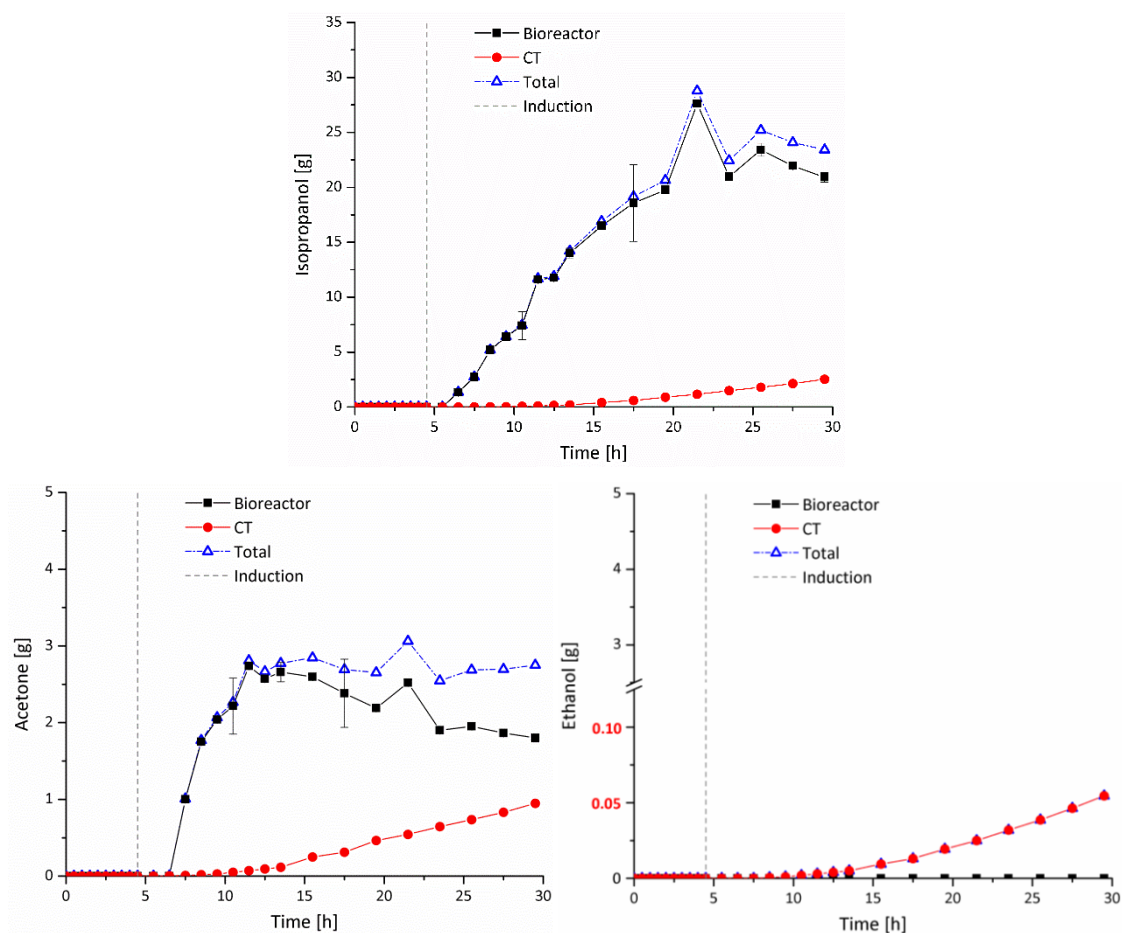 35
30
25
20
15
10
5
0
Isopropanol [g]
Bioreactor
CT
Total
Induction
0 5 10 15 20 25 30
Time [h]
5
4
3
2
1
0
Acetone [g]
Bioreactor
CT
Total
Induction
0 5 10 15 20 25 30
Time [h]
5
4
3
0.10
0.05
0
Ethanol [g]
Bioreactor
CT
Total
Induction
0 5 10 15 20 25 30
Time [h]